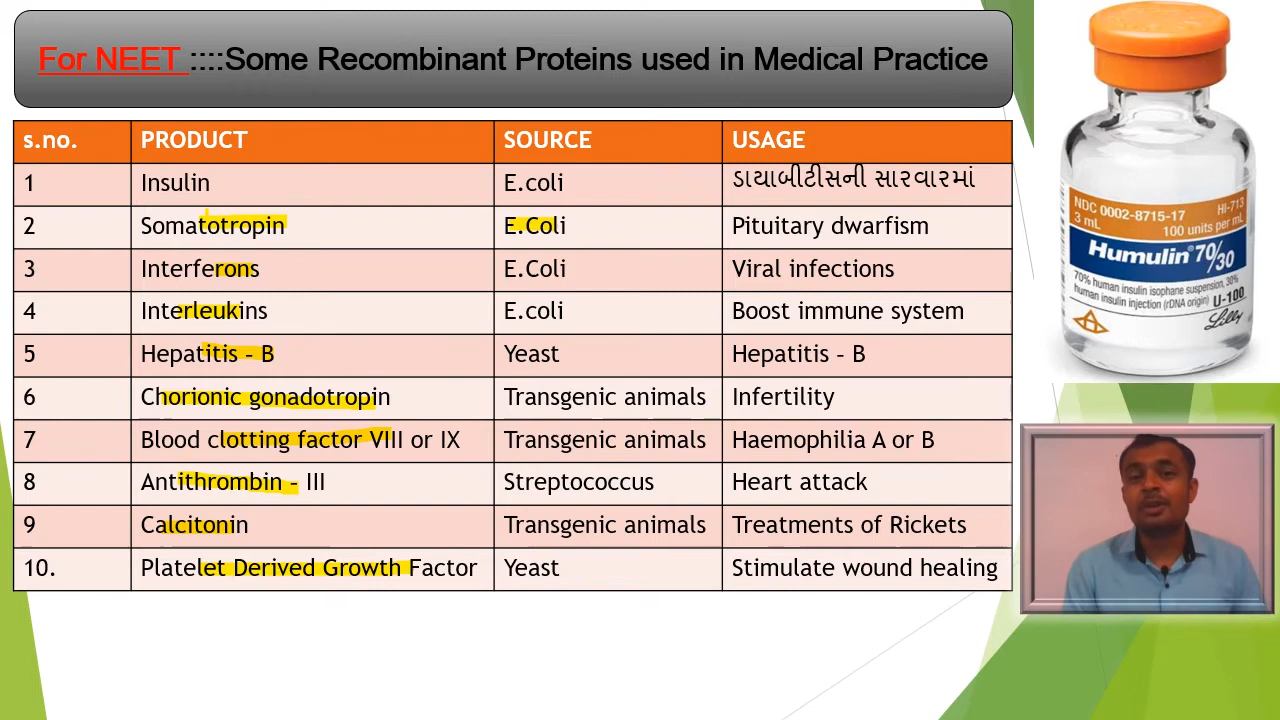 For NEET ::::Some Recombinant Proteins used in Medical Practice
s.no. PRODUCT SOURCE USAGE
1 Insulin E.coli ડાયાબીટીસની સારવારમાં
2 Somatotropin E.Coli Pituitary dwarfism
3 Interferons E.Coli Viral infections
4 Interleukins E.coli Boost immune system
5 Hepatitis – B Yeast Hepatitis – B
6 Chorionic gonadotropin Transgenic animals Infertility
7 Blood clotting factor VIII or IX Transgenic animals Haemophilia A or B
8 Antithrombin – III Streptococcus Heart attack
9 Calcitonin Transgenic animals Treatments of Rickets
10. Platelet Derived Growth Factor Yeast Stimulate wound healing
NDC 0002-8715-17 HI-713
3 mL 100 units per mL
Humulin® 70/30
70% human insulin isophane suspension, 30%
human insulin injection (rDNA origin) U-100
Lilly